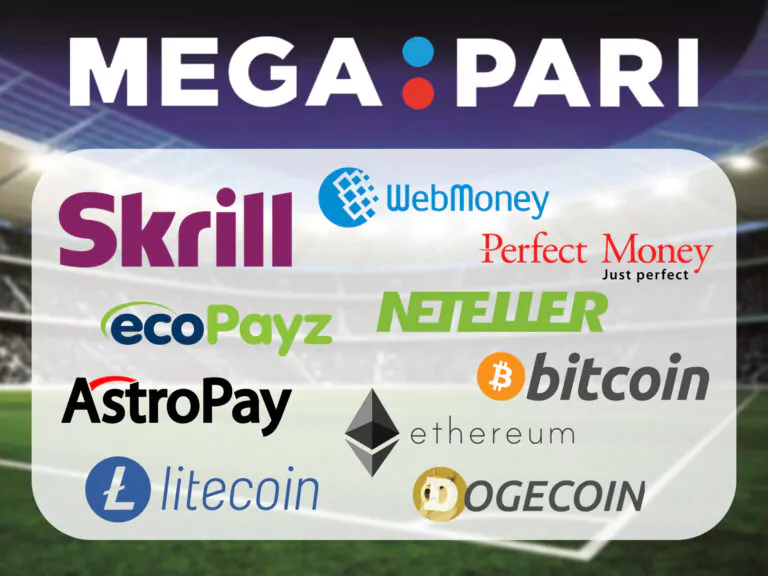 MEGA:PARI
Skrill
WebMoney
Perfect Money
Just perfect
ecoPayz
NETELLER
bitcoin
AstroPay
ethereum
litecoin
DOGECOIN